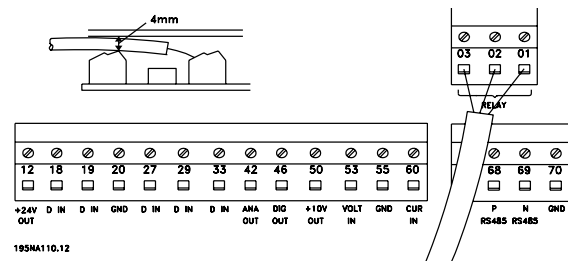 4mm
03 02 01
RELAY
12 18 19 20 27 29 33 42 46 50 53 55 60 68 69 70
+24V D IN D IN GND D IN D IN D IN ANA DIG +10V VOLT GND CUR P N GND
OUT OUT OUT OUT IN IN RS485 RS485
195NA110.12